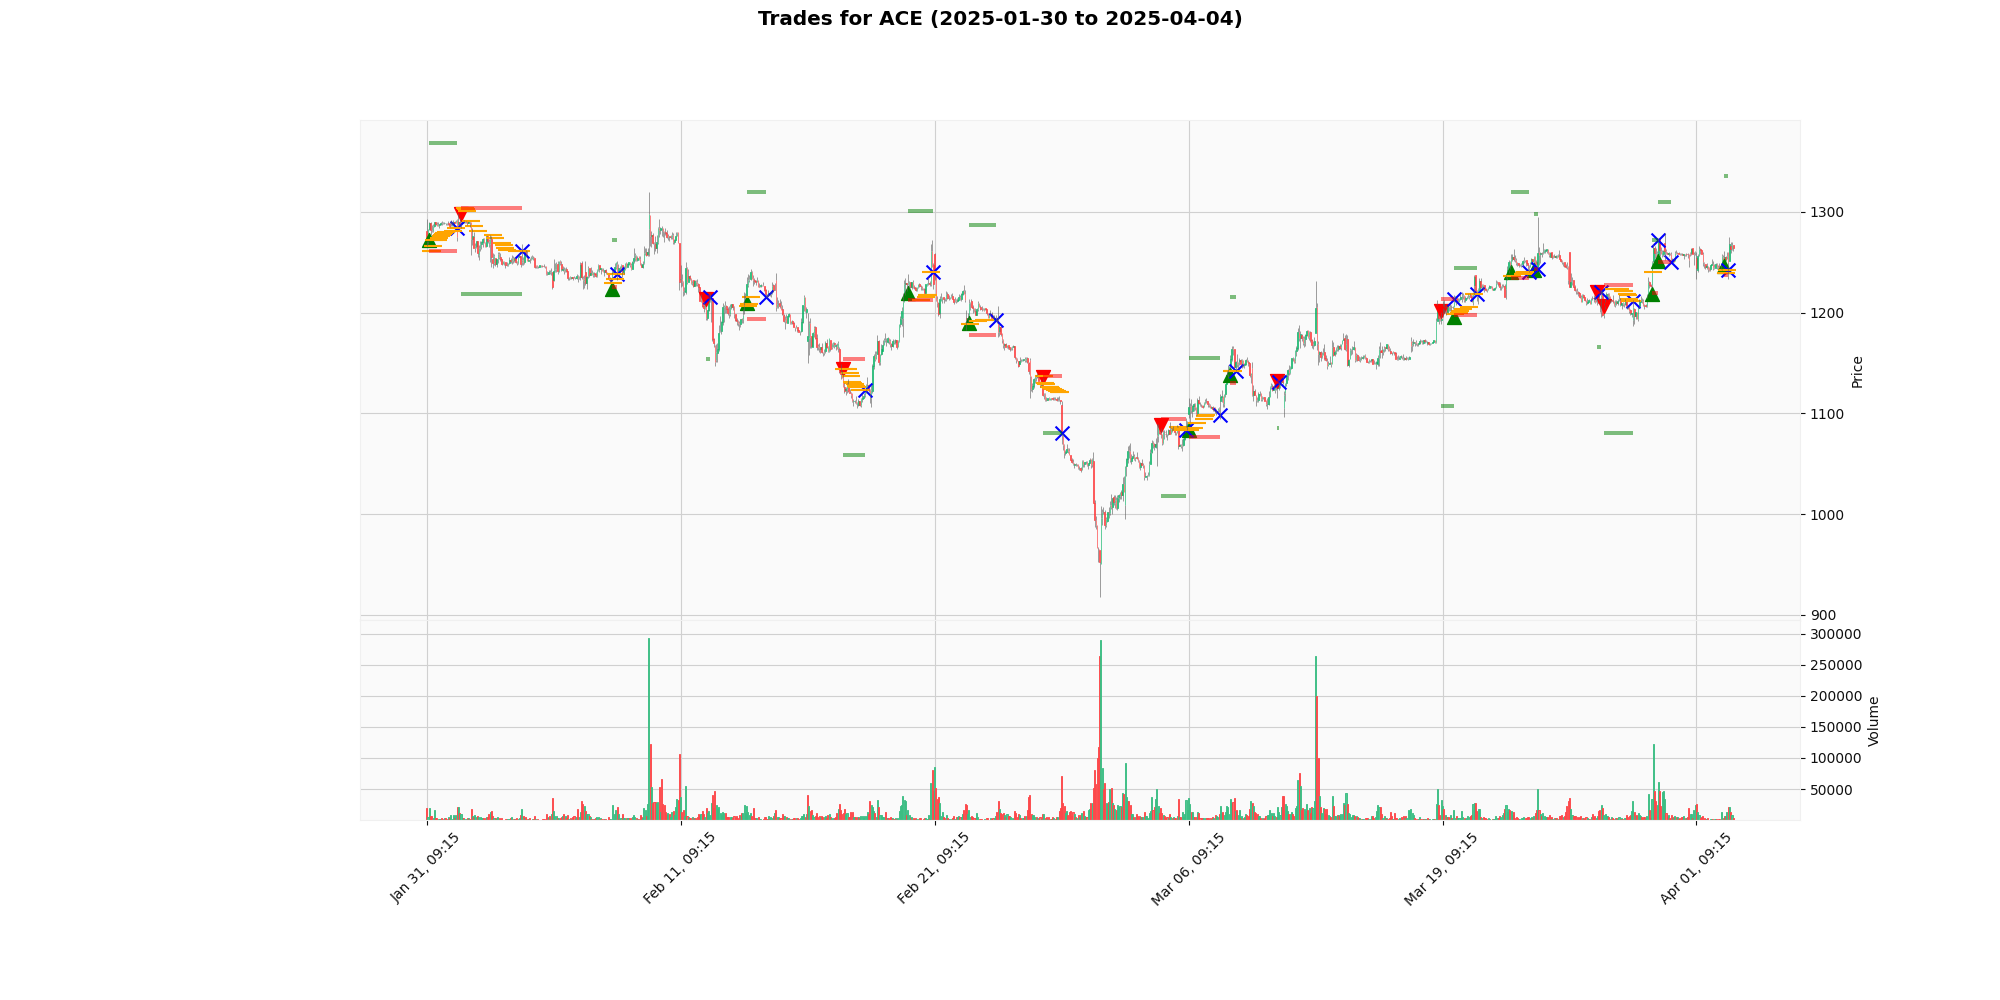 Trades for ACE (2025-01-30 to 2025-04-04)
1300
1200
1100
1000
900
Price
300000
250000
200000
150000
100000
50000
Volume
Jan 31, 09:15
Feb 11, 09:15
Feb 21, 09:15
Mar 06, 09:15
Mar 19, 09:15
Apr 01, 09:15